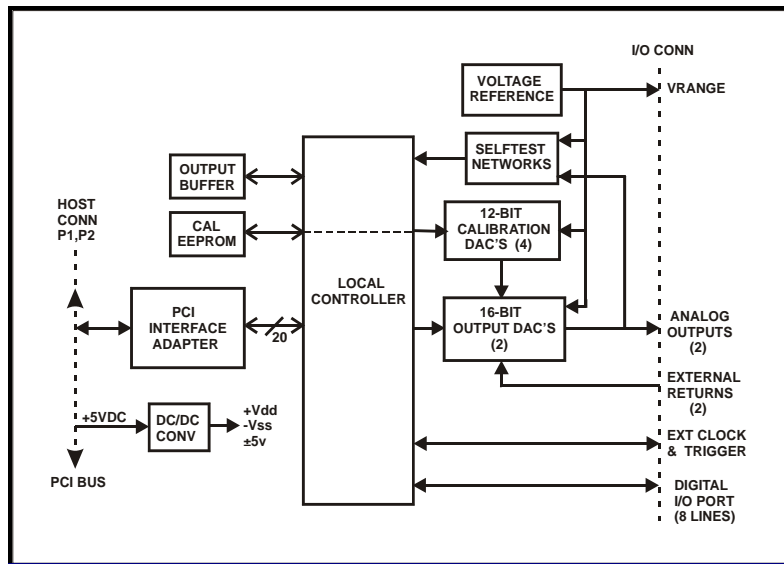 I/O CONN
VOLTAGE
REFERENCE
VRANGE
SELFTEST
NETWORKS
OUTPUT
BUFFER
HOST
CONN
P1,P2
CAL
EEPROM
12-BIT
CALIBRATION
DAC'S (4)
LOCAL
CONTROLLER
PCI
INTERFACE
ADAPTER
20
16-BIT
OUTPUT DAC'S
(2)
ANALOG
OUTPUTS
(2)
EXTERNAL
RETURNS
(2)
+5VDC
DC/DC
CONV
+Vdd
-Vss
±5v
PCI BUS
EXT CLOCK
& TRIGGER
DIGITAL
I/O PORT
(8 LINES)